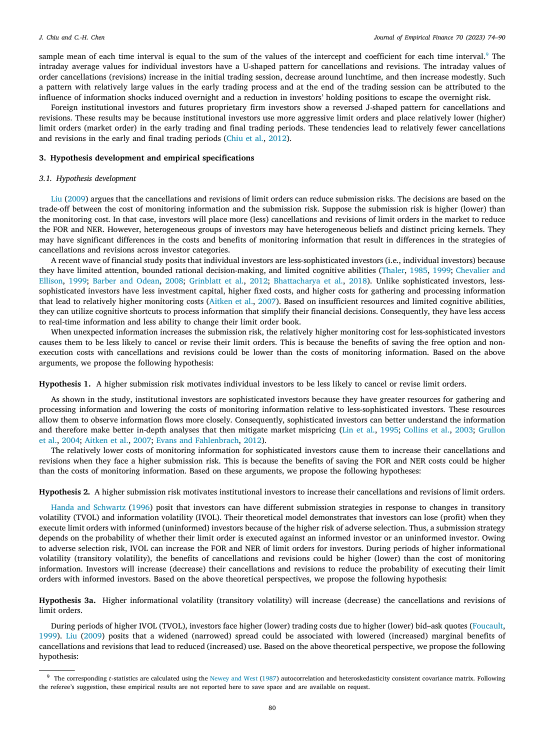 J. Chiu and C.-H. Chen
Journal of Empirical Finance 70 (2023) 74–90
sample mean of each time interval is equal to the sum of the values of the intercept and coefficient for each time interval.⁹ The
intraday average values for individual investors have a U-shaped pattern for cancellations and revisions. The intraday values of
order cancellations (revisions) increase in the initial trading session, decrease around lunchtime, and then increase modestly. Such
a pattern with relatively large values in the early trading process and at the end of the trading session can be attributed to the
influence of information shocks induced overnight and a reduction in investors' holding positions to escape the overnight risk.
Foreign institutional investors and futures proprietary firm investors show a reversed J-shaped pattern for cancellations and
revisions. These results may be because institutional investors use more aggressive limit orders and place relatively lower (higher)
limit orders (market order) in the early trading and final trading periods. These tendencies lead to relatively fewer cancellations
and revisions in the early and final trading periods (Chiu et al., 2012).
3. Hypothesis development and empirical specifications
3.1. Hypothesis development
Liu (2009) argues that the cancellations and revisions of limit orders can reduce submission risks. The decisions are based on the
trade-off between the cost of monitoring information and the submission risk. Suppose the submission risk is higher (lower) than
the monitoring cost. In that case, investors will place more (less) cancellations and revisions of limit orders in the market to reduce
the FOR and NER. However, heterogeneous groups of investors may have heterogeneous beliefs and distinct pricing kernels. They
may have significant differences in the costs and benefits of monitoring information that result in differences in the strategies of
cancellations and revisions across investor categories.
A recent wave of financial study posits that individual investors are less-sophisticated investors (i.e., individual investors) because
they have limited attention, bounded rational decision-making, and limited cognitive abilities (Thaler, 1985, 1999; Chevalier and
Ellison, 1999; Barber and Odean, 2008; Grinblatt et al., 2012; Bhattacharya et al., 2018). Unlike sophisticated investors, less-
sophisticated investors have less investment capital, higher fixed costs, and higher costs for gathering and processing information
that lead to relatively higher monitoring costs (Aitken et al., 2007). Based on insufficient resources and limited cognitive abilities,
they can utilize cognitive shortcuts to process information that simplify their financial decisions. Consequently, they have less access
to real-time information and less ability to change their limit order book.
When unexpected information increases the submission risk, the relatively higher monitoring cost for less-sophisticated investors
causes them to be less likely to cancel or revise their limit orders. This is because the benefits of saving the free option and non-
execution costs with cancellations and revisions could be lower than the costs of monitoring information. Based on the above
arguments, we propose the following hypothesis:
Hypothesis 1. A higher submission risk motivates individual investors to be less likely to cancel or revise limit orders.
As shown in the study, institutional investors are sophisticated investors because they have greater resources for gathering and
processing information and lowering the costs of monitoring information relative to less-sophisticated investors. These resources
allow them to observe information flows more closely. Consequently, sophisticated investors can better understand the information
and therefore make better in-depth analyses that then mitigate market mispricing (Lin et al., 1995; Collins et al., 2003; Grullon
et al., 2004; Aitken et al., 2007; Evans and Fahlenbrach, 2012).
The relatively lower costs of monitoring information for sophisticated investors cause them to increase their cancellations and
revisions when they face a higher submission risk. This is because the benefits of saving the FOR and NER costs could be higher
than the costs of monitoring information. Based on these arguments, we propose the following hypothesis:
Hypothesis 2. A higher submission risk motivates institutional investors to increase their cancellations and revisions of limit orders.
Handa and Schwartz (1996) posit that investors can have different submission strategies in response to changes in transitory
volatility (TVOL) and information volatility (IVOL). Their theoretical model demonstrates that investors can lose (profit) when they
execute limit orders with informed (uninformed) investors because of the higher risk of adverse selection. Thus, a submission strategy
depends on the probability of whether their limit order is executed against an informed investor or an uninformed investor. Owing
to adverse selection risk, IVOL can increase the FOR and NER of limit orders for investors. During periods of higher informational
volatility (transitory volatility), the benefits of cancellations and revisions could be higher (lower) than the cost of monitoring
information. Investors will increase (decrease) their cancellations and revisions to reduce the probability of executing their limit
orders with informed investors. Based on the above theoretical perspectives, we propose the following hypothesis:
Hypothesis 3a. Higher informational volatility (transitory volatility) will increase (decrease) the cancellations and revisions of
limit orders.
During periods of higher IVOL (TVOL), investors face higher (lower) trading costs due to higher (lower) bid–ask quotes (Foucault,
1999). Liu (2009) posits that a widened (narrowed) spread could be associated with lowered (increased) marginal benefits of
cancellations and revisions that lead to reduced (increased) use. Based on the above theoretical perspective, we propose the following
hypothesis:
⁹ The corresponding t-statistics are calculated using the Newey and West (1987) autocorrelation and heteroskedasticity consistent covariance matrix. Following
the referee's suggestion, these empirical results are not reported here to save space and are available on request.
80